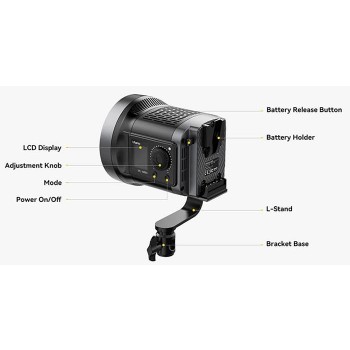 Battery Release Button
Battery Holder
LCD Display
Adjustment Knob
Mode
Power On/Off
L-Stand
Bracket Base